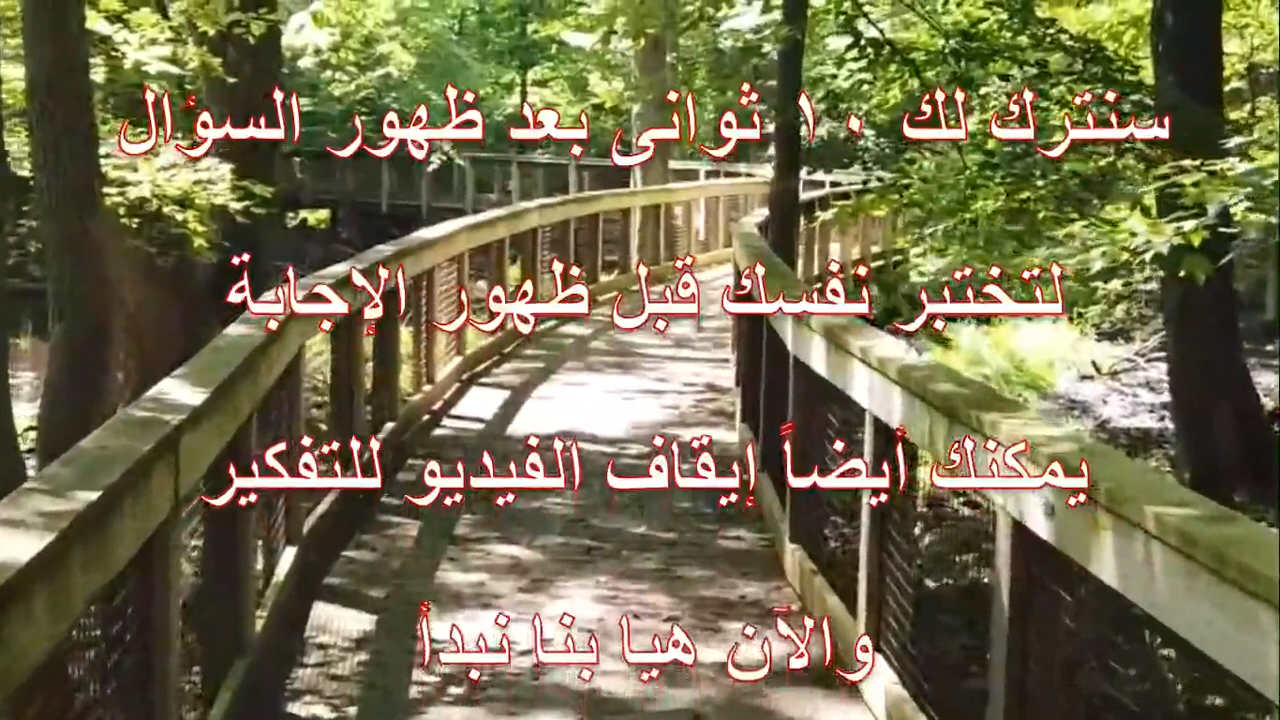 سنترك لك ١٠ ثوانى بعد ظهور السؤال
لتختبر نفسك قبل ظهور الإجابة
يمكنك أيضاً إيقاف الفيديو للتفكير
والآن هيا بنا نبدأ